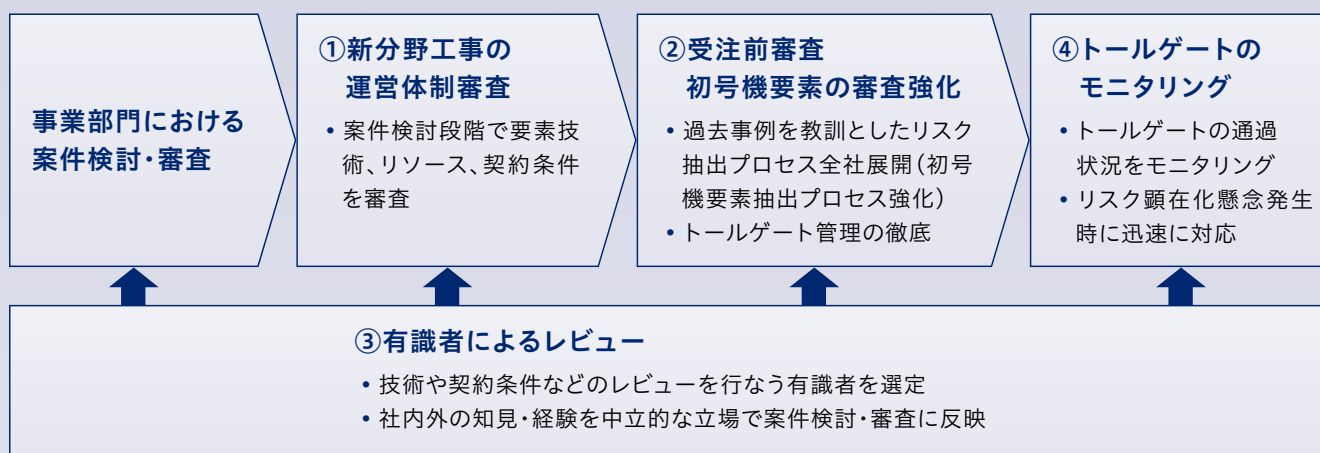 事業部門における
案件検討・審査
①新分野工事の
運営体制審査
• 案件検討段階で要素技
術、リソース、契約条件
を審査
②受注前審査
初号機要素の審査強化
• 過去事例を教訓としたリスク
抽出プロセス全社展開(初号
機要素抽出プロセス強化)
• トールゲート管理の徹底
④トールゲートの
モニタリング
• トールゲートの通過
状況をモニタリング
• リスク顕在化懸念発生
時に迅速に対応
③有識者によるレビュー
• 技術や契約条件などのレビューを行なう有識者を選定
• 社内外の知見・経験を中立的な立場で案件検討・審査に反映